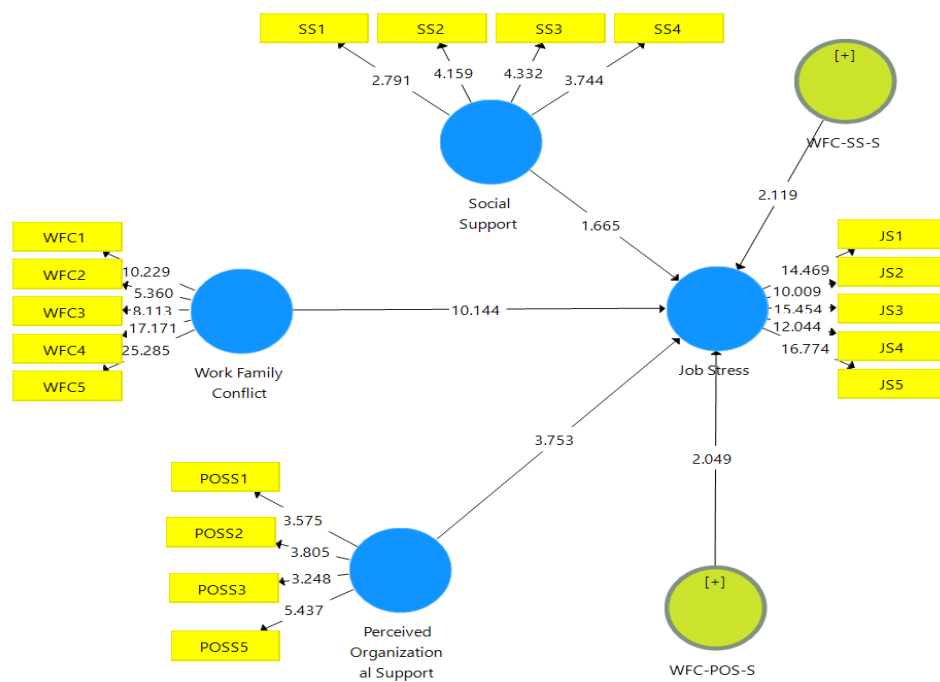 SS1
SS2
SS3
SS4
2.791
4.159
4.332
3.744
[+]
WFC-SS-S
Social
Support
2.119
1.665
WFC1
WFC2
WFC3
WFC4
WFC5
10.229
5.360
8.113
17.171
25.285
Work Family
Conflict
10.144
JS1
JS2
JS3
JS4
JS5
14.469
10.009
15.454
12.044
16.774
Job Stress
3.753
2.049
POSS1
POSS2
POSS3
POSS5
3.575
3.805
3.248
5.437
Perceived
Organization
al Support
[+]
WFC-POS-S